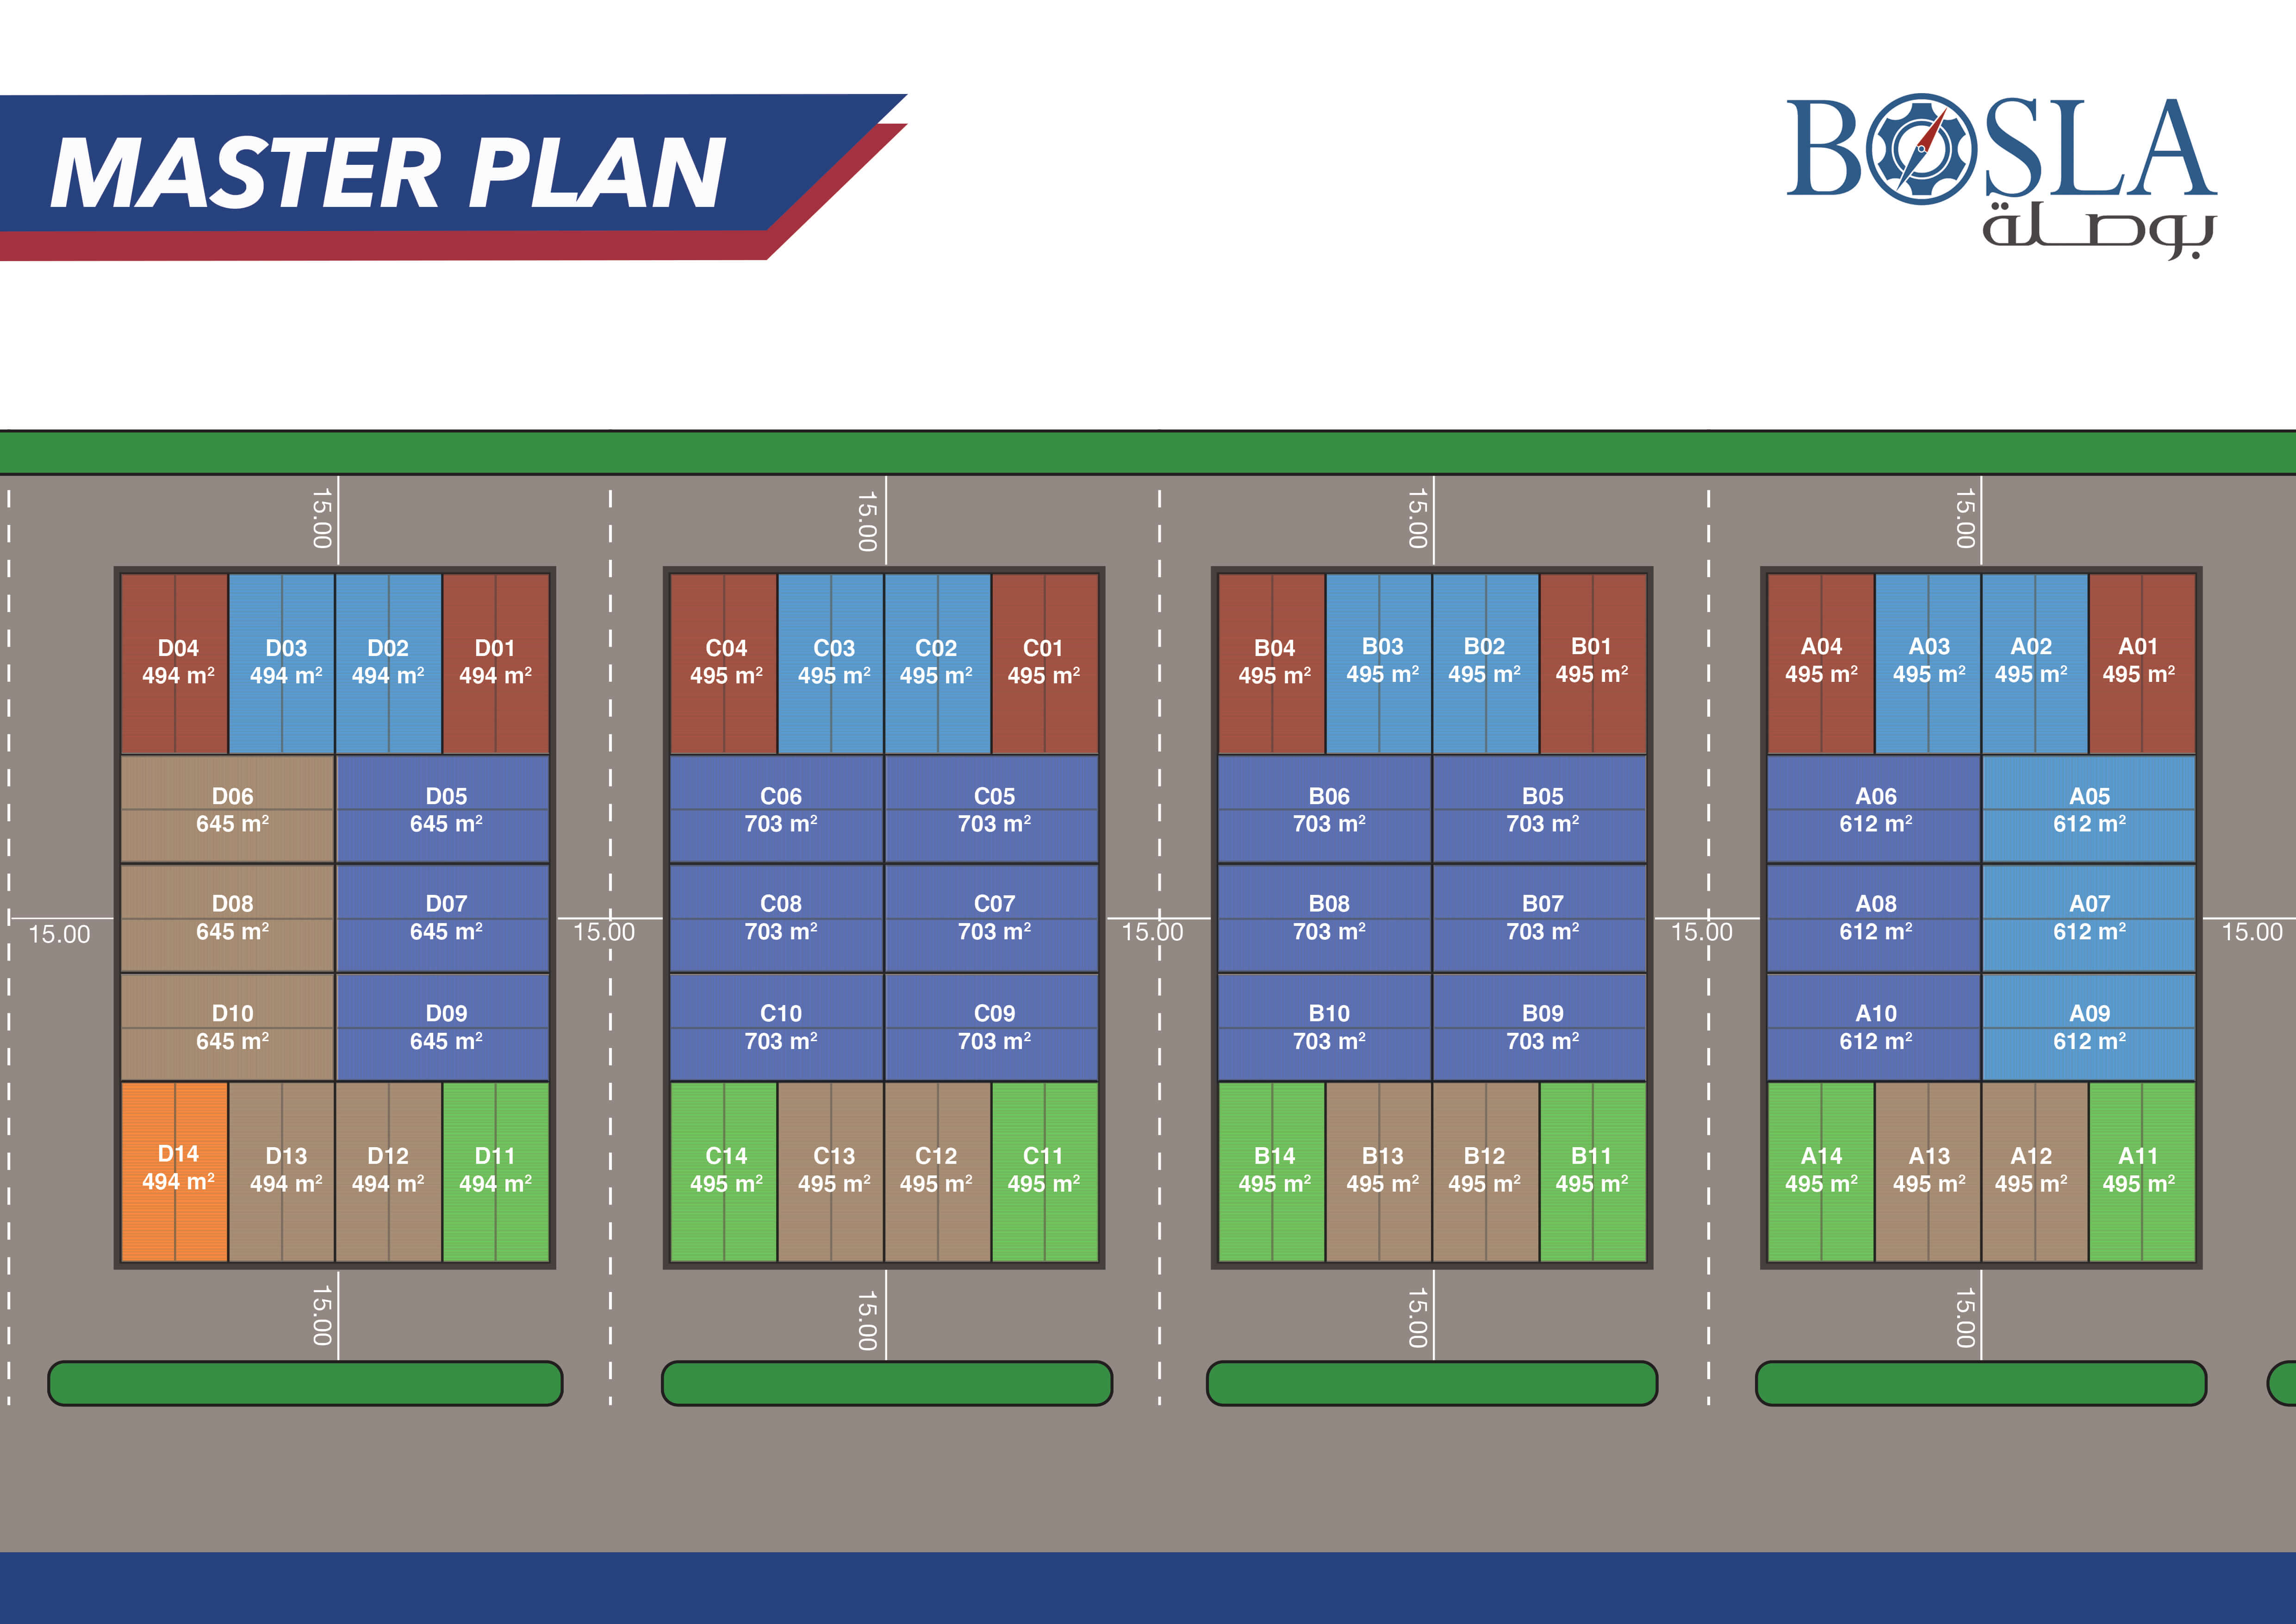 MASTER PLAN
BOSLA
بوصلة
15.00
15.00
15.00
15.00
D04
494 m²
D03
494 m²
D02
494 m²
D01
494 m²
C04
495 m²
C03
495 m²
C02
495 m²
C01
495 m²
B04
495 m²
B03
495 m²
B02
495 m²
B01
495 m²
A04
495 m²
A03
495 m²
A02
495 m²
A01
495 m²
D06
645 m²
D05
645 m²
C06
703 m²
C05
703 m²
B06
703 m²
B05
703 m²
A06
612 m²
A05
612 m²
D08
645 m²
D07
645 m²
C08
703 m²
C07
703 m²
B08
703 m²
B07
703 m²
A08
612 m²
A07
612 m²
15.00
15.00
15.00
15.00
15.00
D10
645 m²
D09
645 m²
C10
703 m²
C09
703 m²
B10
703 m²
B09
703 m²
A10
612 m²
A09
612 m²
D14
494 m²
D13
494 m²
D12
494 m²
D11
494 m²
C14
495 m²
C13
495 m²
C12
495 m²
C11
495 m²
B14
495 m²
B13
495 m²
B12
495 m²
B11
495 m²
A14
495 m²
A13
495 m²
A12
495 m²
A11
495 m²
15.00
15.00
15.00
15.00